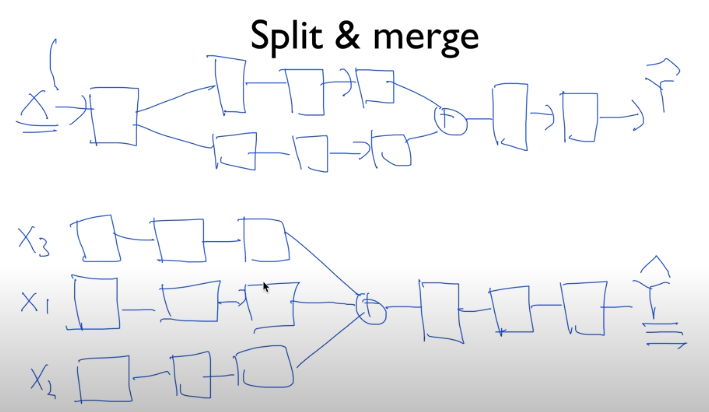 Split & merge
X
+
Ŷ
X3
X1
+
Ŷ
X2